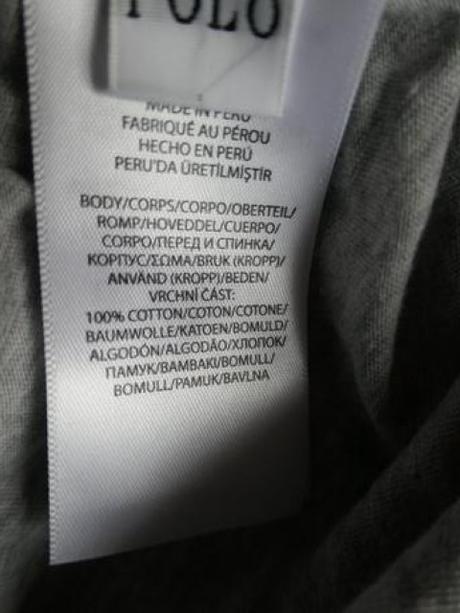 POLO
MADE IN PERU
FABRIQUÉ AU PÉROU
HECHO EN PERÚ
PERU'DA ÜRETİLMİŞTİR
BODY/CORPS/CORPO/OBERTEIL/
ROMP/HOVEDDEL/CUERPO/
CORPO/ПЕРЕД И СПИНКА/
КОРПУС/ΣΩΜΑ/BRUK (KROPP)/
ANVÄND (KROPP)/BEDEN/
VRCHNÍ ČÁST:
100% COTTON/COTON/COTONE/
BAUMWOLLE/KATOEN/BOMULD/
ALGODÓN/ALGODÃO/ХЛОПОК/
ПАМУК/ΒΑΜΒΑΚΙ/BOMULL/
BOMULL/PAMUK/BAVLNA